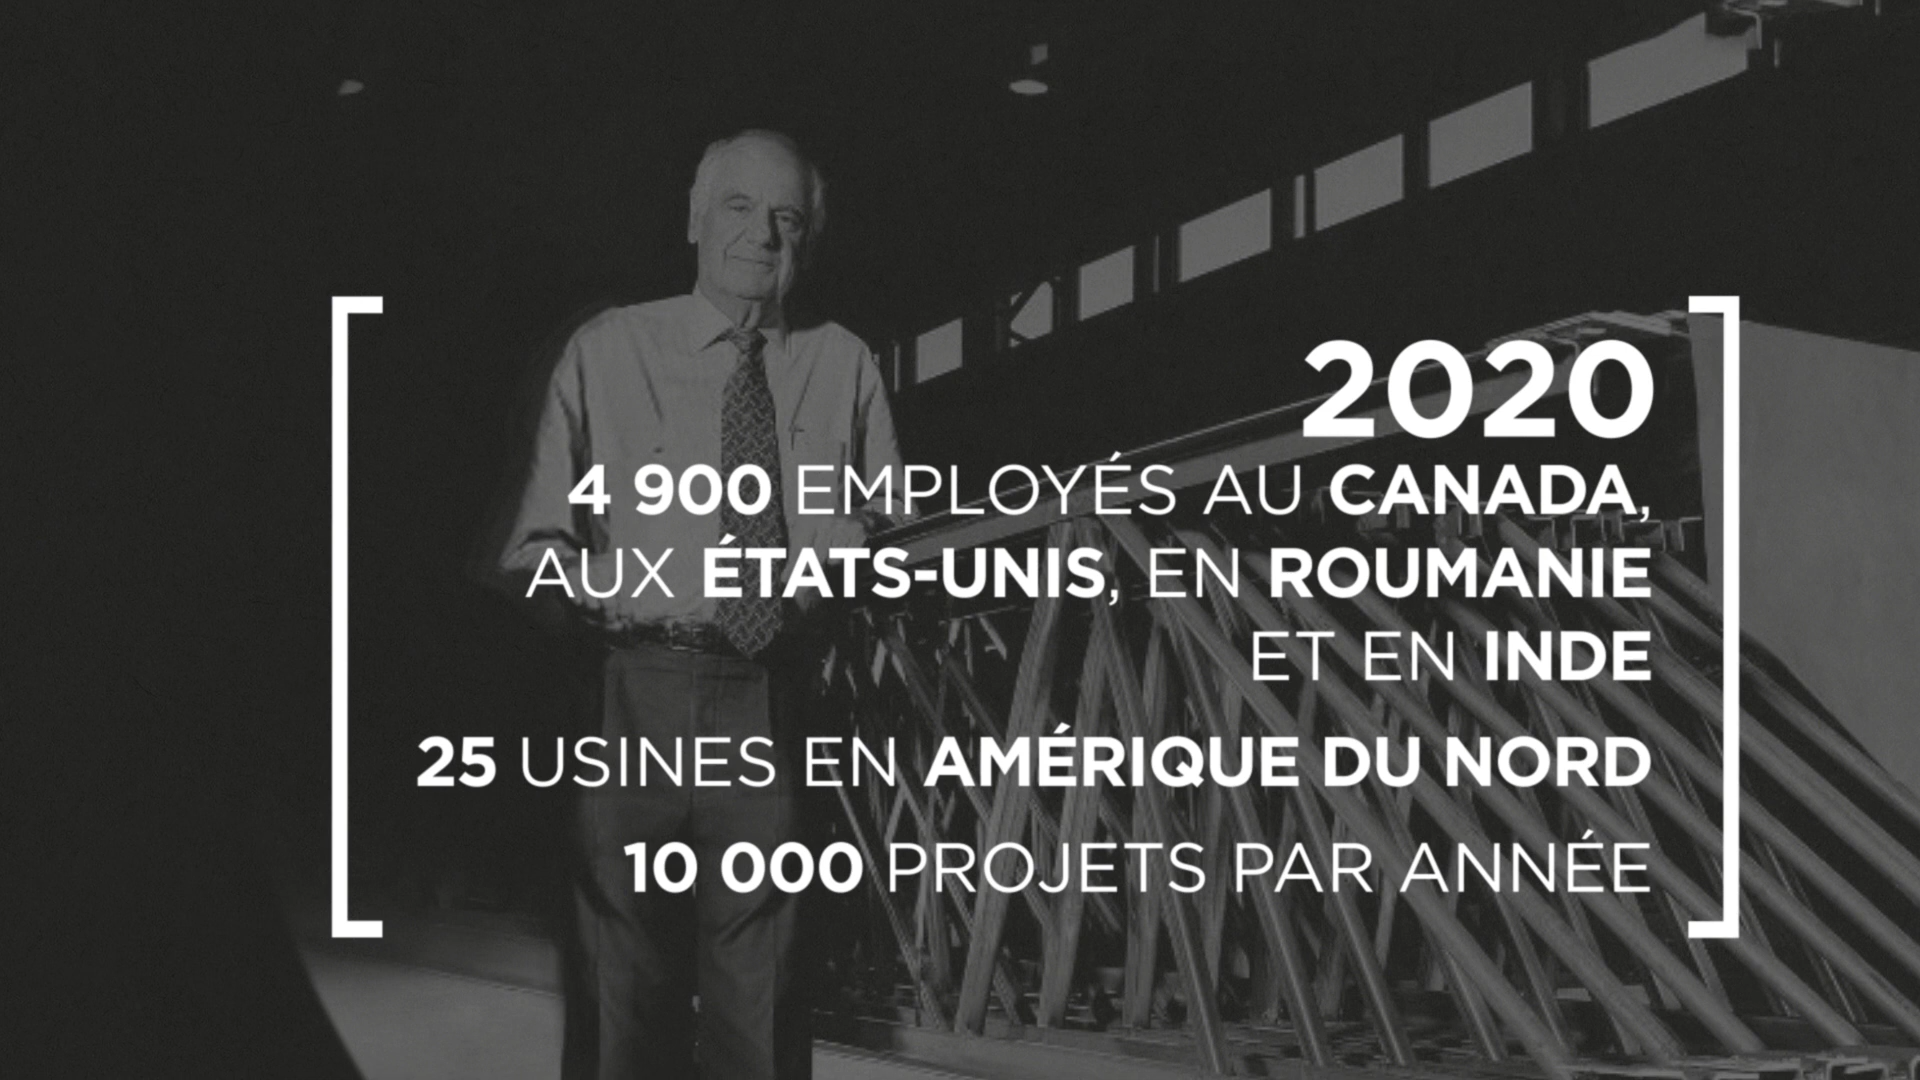 2020
4 900 EMPLOYÉS AU CANADA,
AUX ÉTATS-UNIS, EN ROUMANIE
ET EN INDE
25 USINES EN AMÉRIQUE DU NORD
10 000 PROJETS PAR ANNÉE